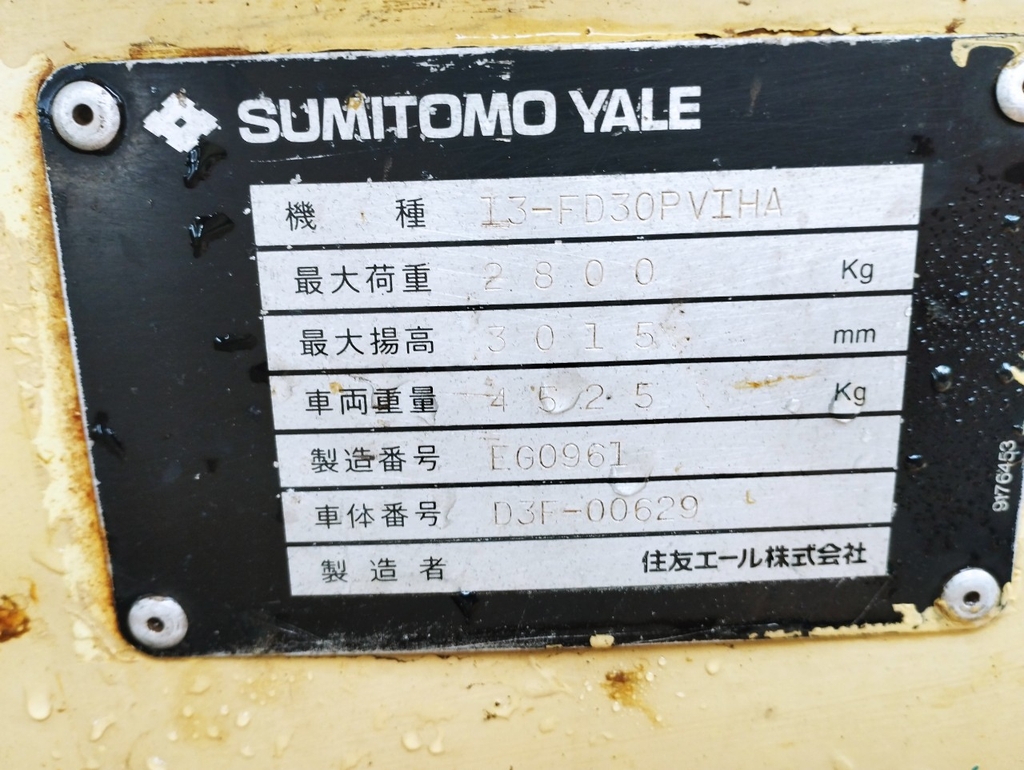 SUMITOMO YALE
機 種 13-FD30PVIHA
最大荷重 2800 Kg
最大揚高 3015 mm
車両重量 4525 Kg
製造番号 EG0961
車体番号 D3F-00629
製造者 住友エール株式会社
9176453